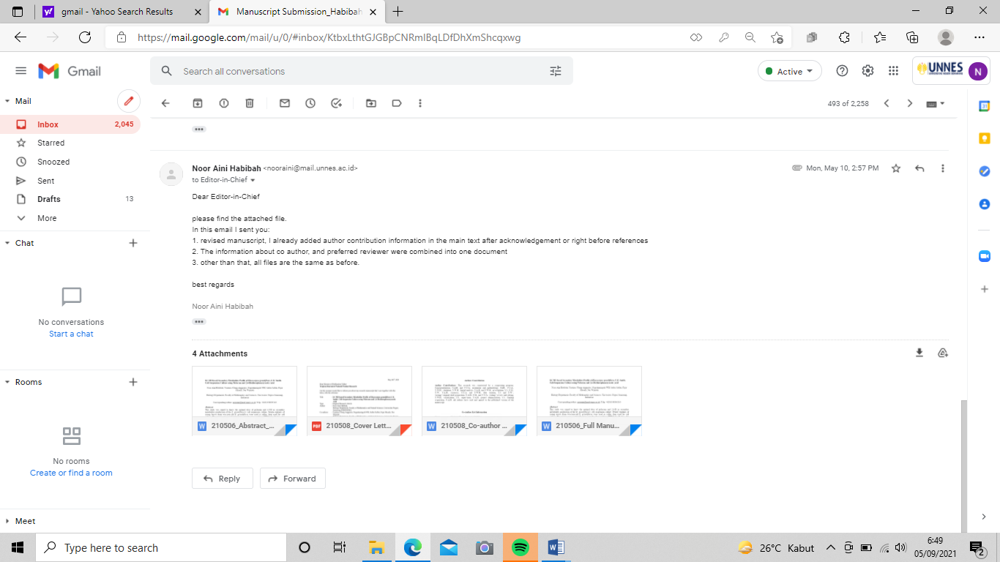 gmail - Yahoo Search Results
Manuscript Submission_Habibah
https://mail.google.com/mail/u/0/#inbox/KtbxLthtGJGBpCNRmlBqLDfDhXmShcqxwg
Gmail
Search all conversations
Active
UNNES
N
Mail
493 of 2,258
Inbox 2,045
Starred
Snoozed
Sent
Drafts 13
More
Chat
No conversations
Start a chat
Rooms
No rooms
Create or find a room
Meet
Noor Aini Habibah <nooraini@mail.unnes.ac.id>
Mon, May 10, 2:57 PM
to Editor-in-Chief
Dear Editor-in-Chief
please find the attached file.
In this email I sent you:
1. revised manuscript, I already added author contribution information in the main text after acknowledgement or right before references
2. The information about co author, and preferred reviewer were combined into one document
3. other than that, all files are the same as before.
best regards
Noor Aini Habibah
4 Attachments
W 210506_Abstract_...
PDF 210508_Cover Lett...
W 210508_Co-author ...
W 210506_Full Manu...
Reply
Forward
Type here to search
26°C Kabut
6:49
05/09/2021
2